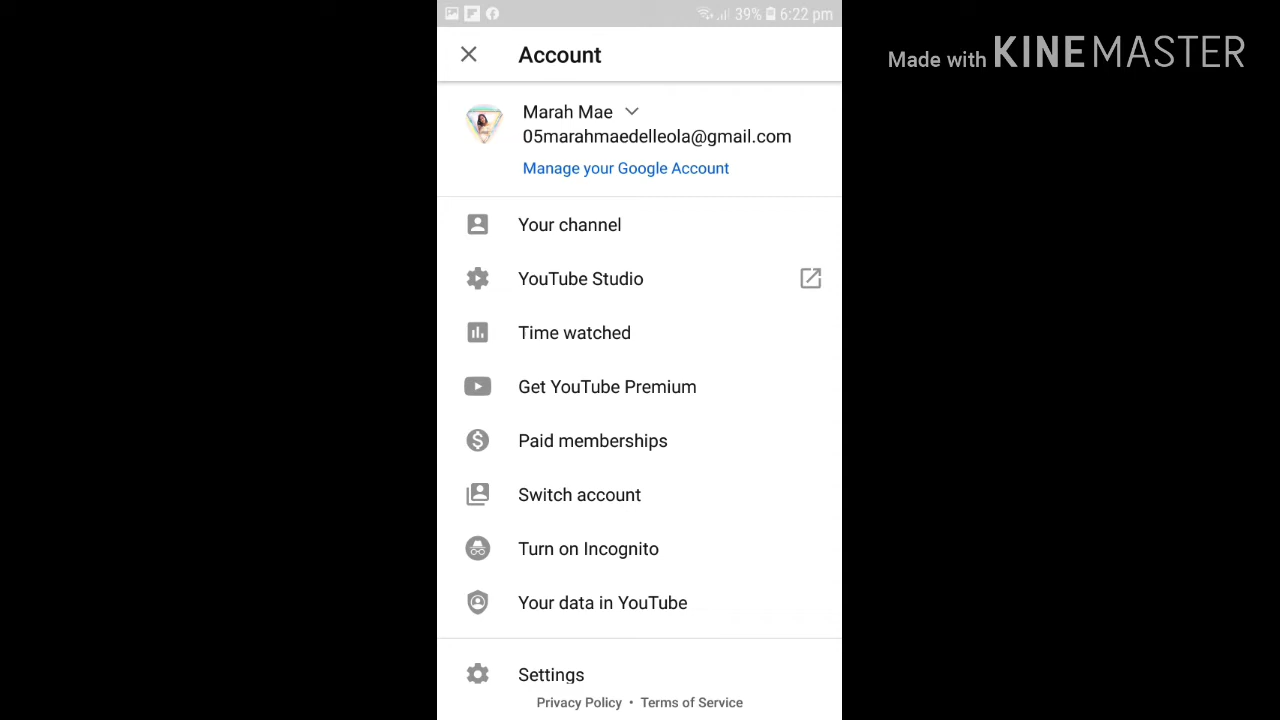 39% 6:22 pm
Made with KINEMASTER
Account
Marah Mae
05marahmaedelleola@gmail.com
Manage your Google Account
Your channel
YouTube Studio
Time watched
Get YouTube Premium
Paid memberships
Switch account
Turn on Incognito
Your data in YouTube
Settings
Privacy Policy • Terms of Service